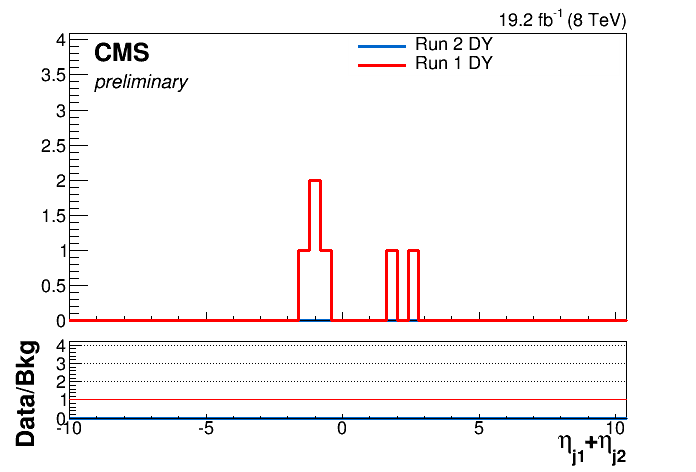 19.2 fb-1 (8 TeV)
CMS
preliminary
Run 2 DY
Run 1 DY
4
3.5
3
2.5
2
1.5
1
0.5
0
Data/Bkg
4
3
2
1
0
-10 -5 0 5 10
ηj1+ηj2